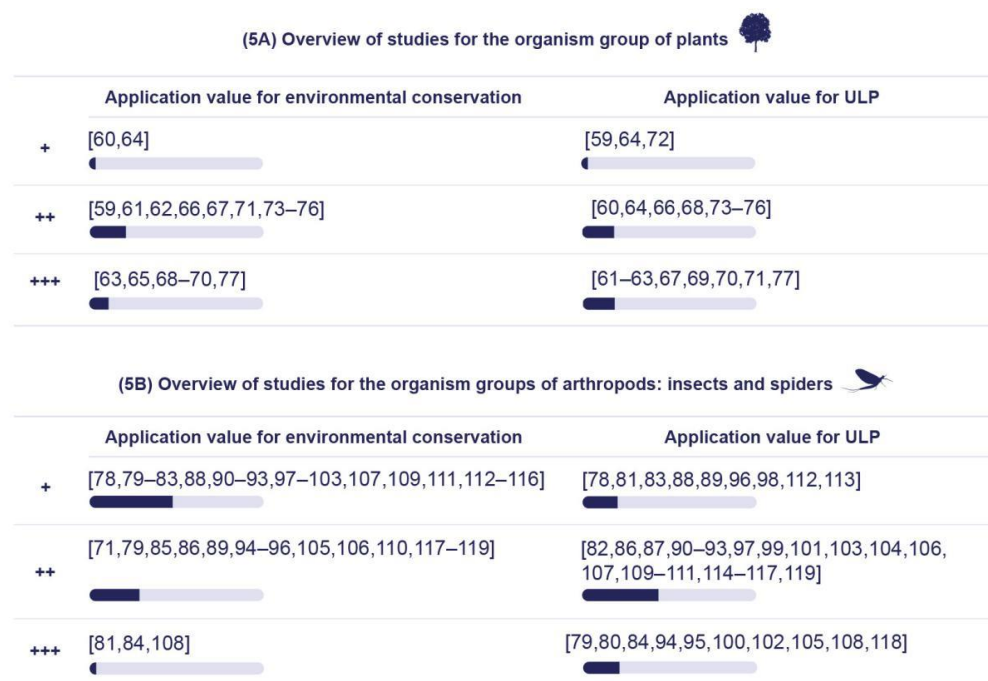 (5A) Overview of studies for the organism group of plants
Application value for environmental conservation Application value for ULP
+ [60,64] [59,64,72]
++ [59,61,62,66,67,71,73–76] [60,64,66,68,73–76]
+++ [63,65,68–70,77] [61–63,67,69,70,71,77]
(5B) Overview of studies for the organism groups of arthropods: insects and spiders
Application value for environmental conservation Application value for ULP
+ [78,79–83,88,90–93,97–103,107,109,111,112–116] [78,81,83,88,89,96,98,112,113]
++ [71,79,85,86,89,94–96,105,106,110,117–119] [82,86,87,90–93,97,99,101,103,104,106,
107,109–111,114–117,119]
+++ [81,84,108] [79,80,84,94,95,100,102,105,108,118]